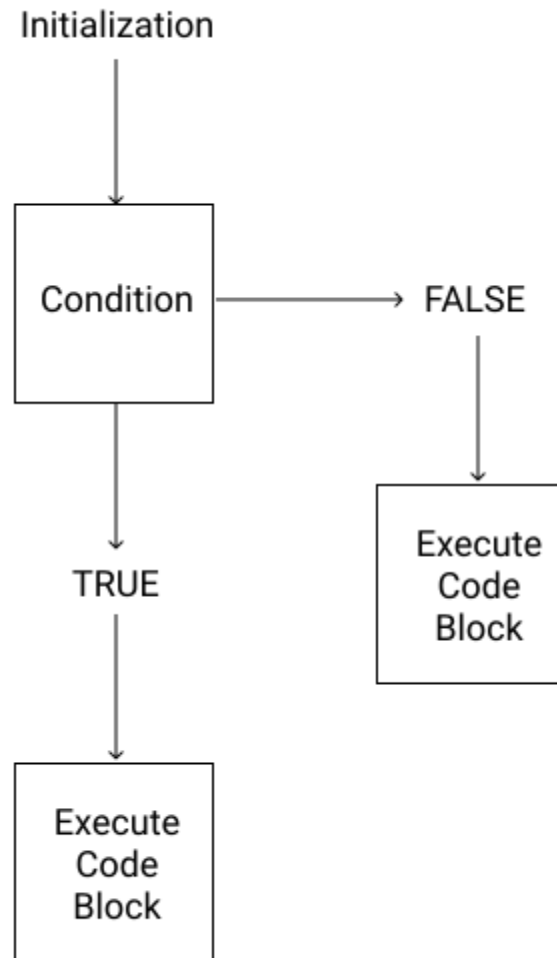 Initialization
Condition
FALSE
Execute
Code
Block
TRUE
Execute
Code
Block